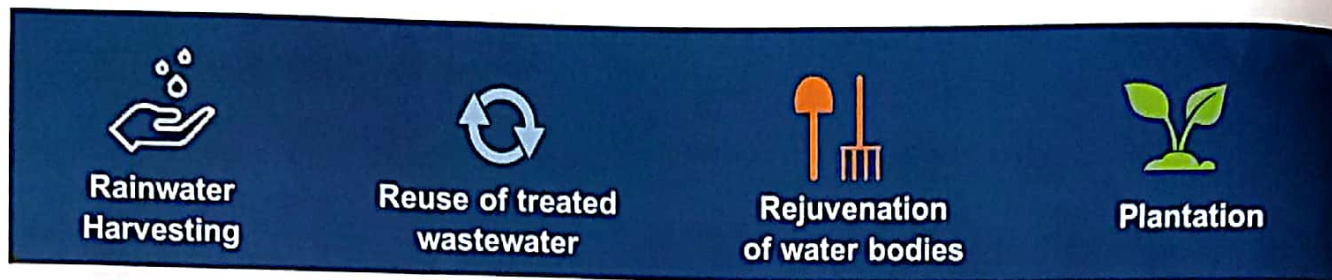 Rainwater
Harvesting
Reuse of treated
wastewater
Rejuvenation
of water bodies
Plantation